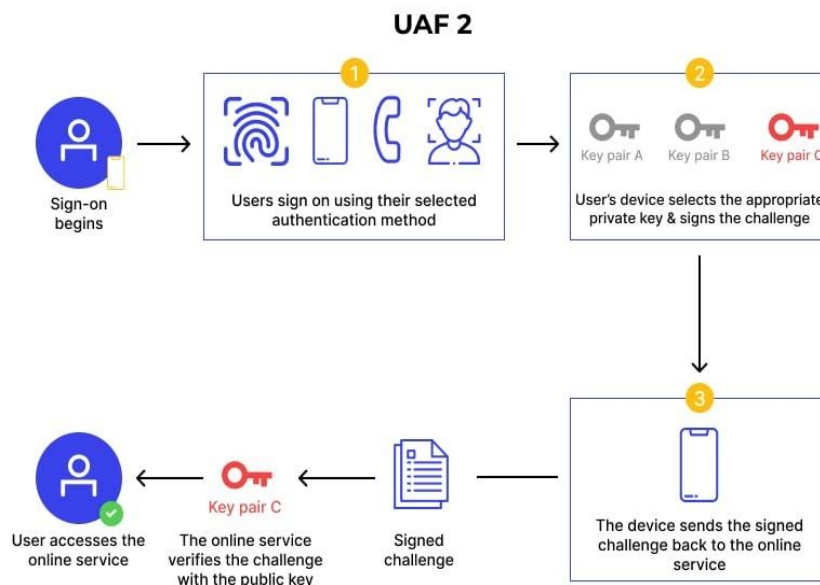 UAF 2
1
2
Key pair A
Key pair B
Key pair C
Sign-on
begins
Users sign on using their selected
authentication method
User's device selects the appropriate
private key & signs the challenge
3
The device sends the signed
challenge back to the online
service
Signed
challenge
Key pair C
The online service
verifies the challenge
with the public key
User accesses the
online service